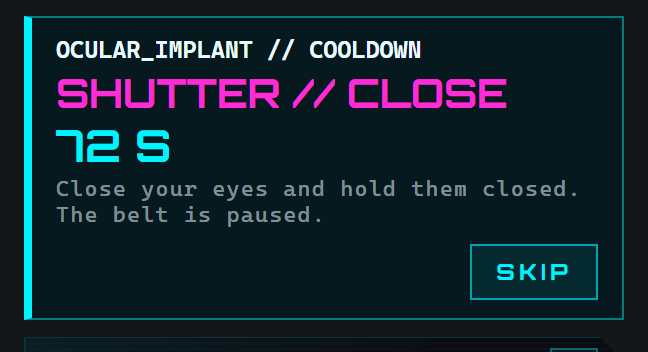 OCULAR_IMPLANT // COOLDOWN
SHUTTER // CLOSE
72 S
Close your eyes and hold them closed.
The belt is paused.
SKIP